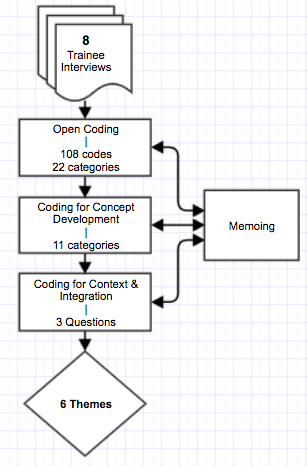 8
Trainee
Interviews
Open Coding
|
108 codes
22 categories
Coding for Concept
Development
|
11 categories
Memoing
Coding for Context &
Integration
|
3 Questions
6 Themes